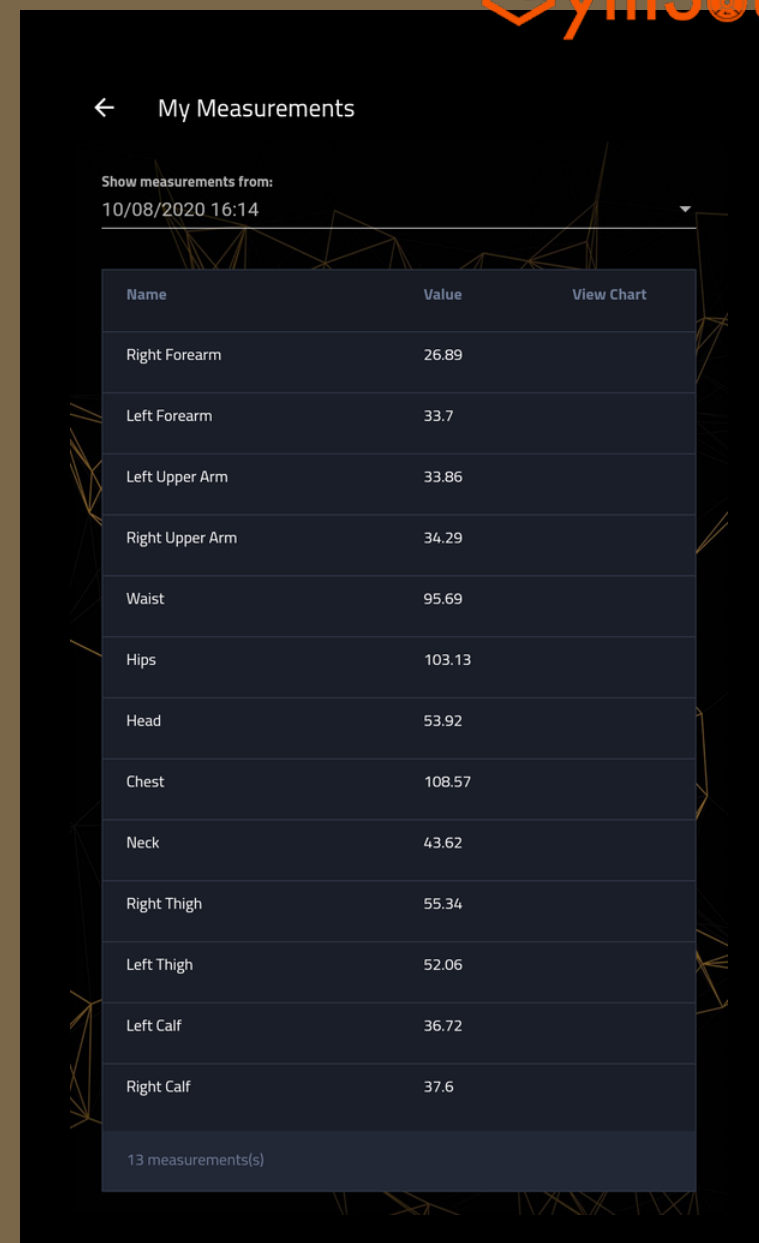 My Measurements
Show measurements from:
10/08/2020 16:14
Name Value View Chart
Right Forearm 26.89
Left Forearm 33.7
Left Upper Arm 33.86
Right Upper Arm 34.29
Waist 95.69
Hips 103.13
Head 53.92
Chest 108.57
Neck 43.62
Right Thigh 55.34
Left Thigh 52.06
Left Calf 36.72
Right Calf 37.6
13 measurements(s)